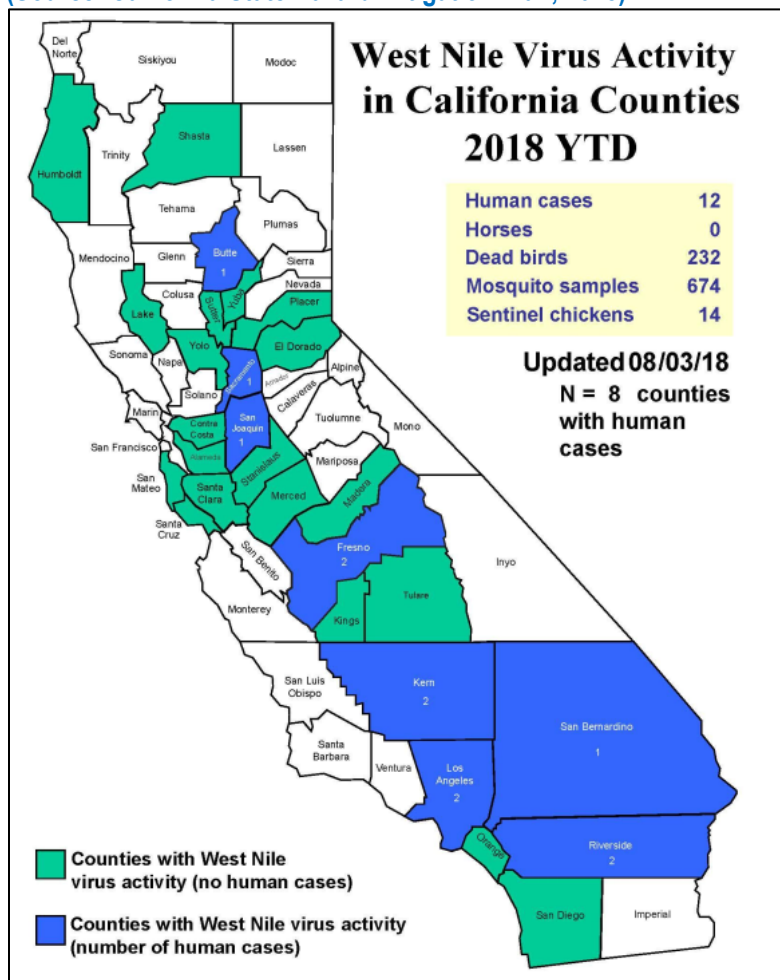 West Nile Virus Activity
in California Counties
2018 YTD
Human cases 12
Horses 0
Dead birds 232
Mosquito samples 674
Sentinel chickens 14
Updated 08/03/18
N = 8 counties
with human
cases
Del
Norte
Siskiyou
Modoc
Humboldt
Trinity
Shasta
Lassen
Tehama
Plumas
Mendocino
Glenn
Butte
1
Sierra
Colusa
Sutter
Yuba
Nevada
Placer
Lake
Yolo
El Dorado
Sonoma
Napa
Sacramento
1
Amador
Alpine
Solano
Calaveras
Marin
Contra
Costa
San
Joaquin
1
Tuolumne
Mono
San Francisco
Alameda
Stanislaus
Mariposa
San
Mateo
Santa
Clara
Merced
Madera
Santa
Cruz
San Benito
Fresno
2
Inyo
Monterey
Kings
Tulare
San Luis
Obispo
Kern
2
San Bernardino
1
Santa
Barbara
Ventura
Los
Angeles
2
Orange
Riverside
2
San Diego
Imperial
Counties with West Nile
virus activity (no human cases)
Counties with West Nile virus activity
(number of human cases)